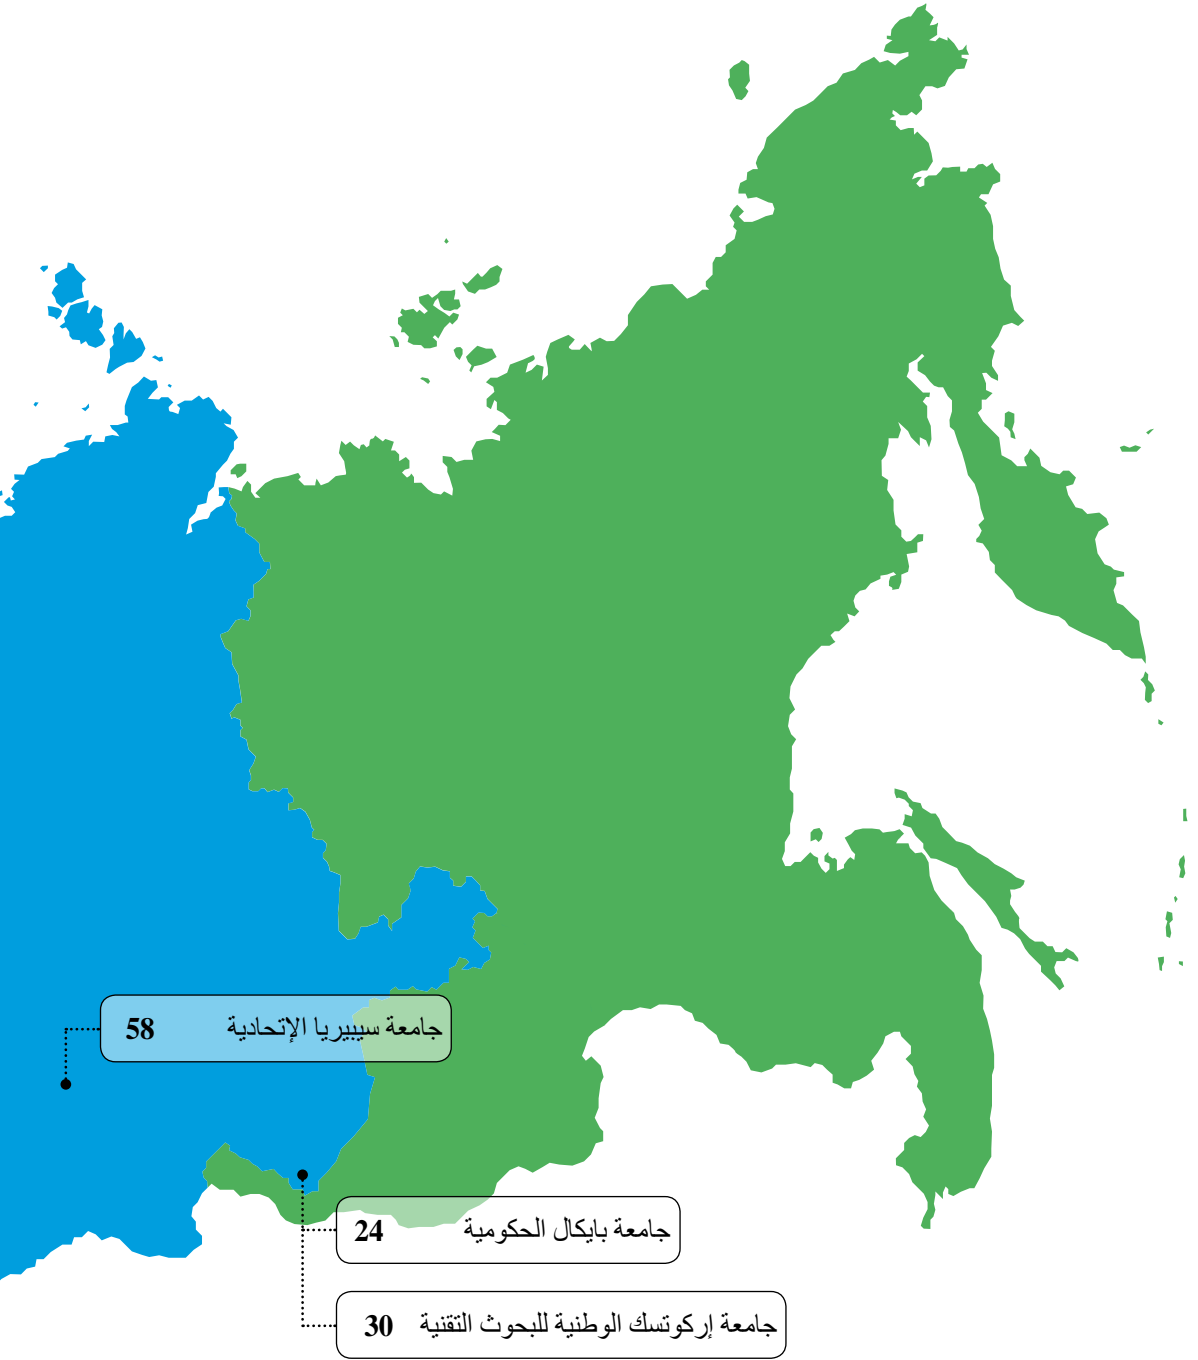 جامعة سيبيريا الإتحادية 58
جامعة بايكال الحكومية 24
جامعة إركوتسك الوطنية للبحوث التقنية 30